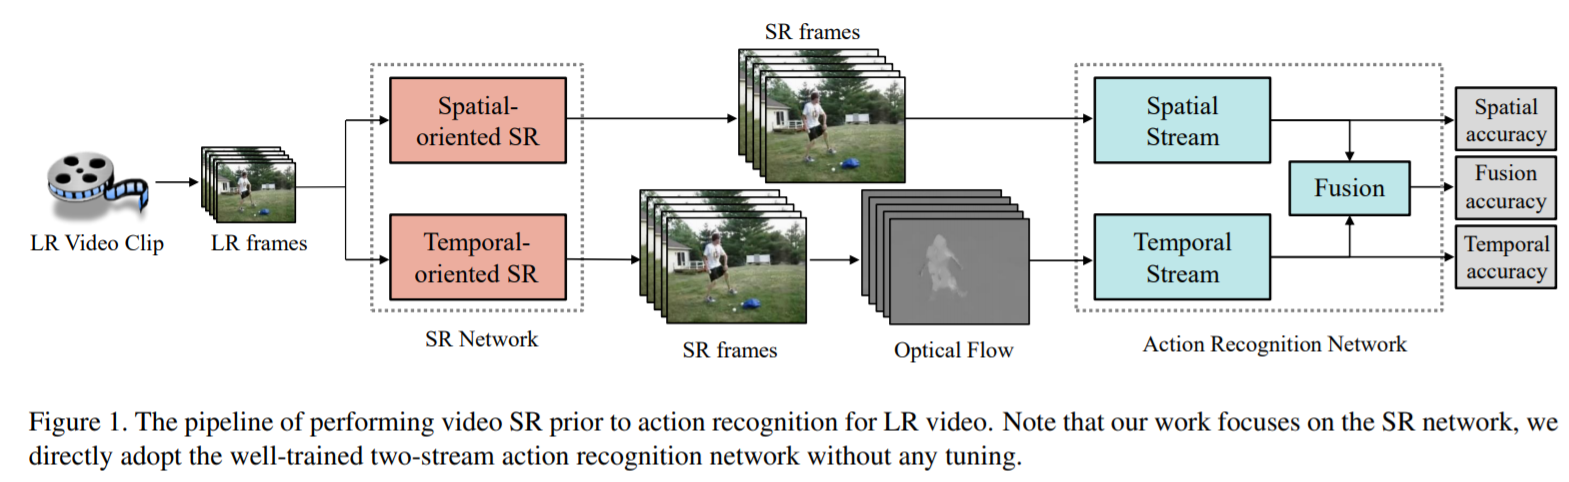 SR frames
Spatial-
oriented SR
Spatial
Stream
Spatial
accuracy
Fusion
Fusion
accuracy
LR Video Clip
LR frames
Temporal-
oriented SR
Temporal
Stream
Temporal
accuracy
SR Network
SR frames
Optical Flow
Action Recognition Network
Figure 1. The pipeline of performing video SR prior to action recognition for LR video. Note that our work focuses on the SR network, we
directly adopt the well-trained two-stream action recognition network without any tuning.